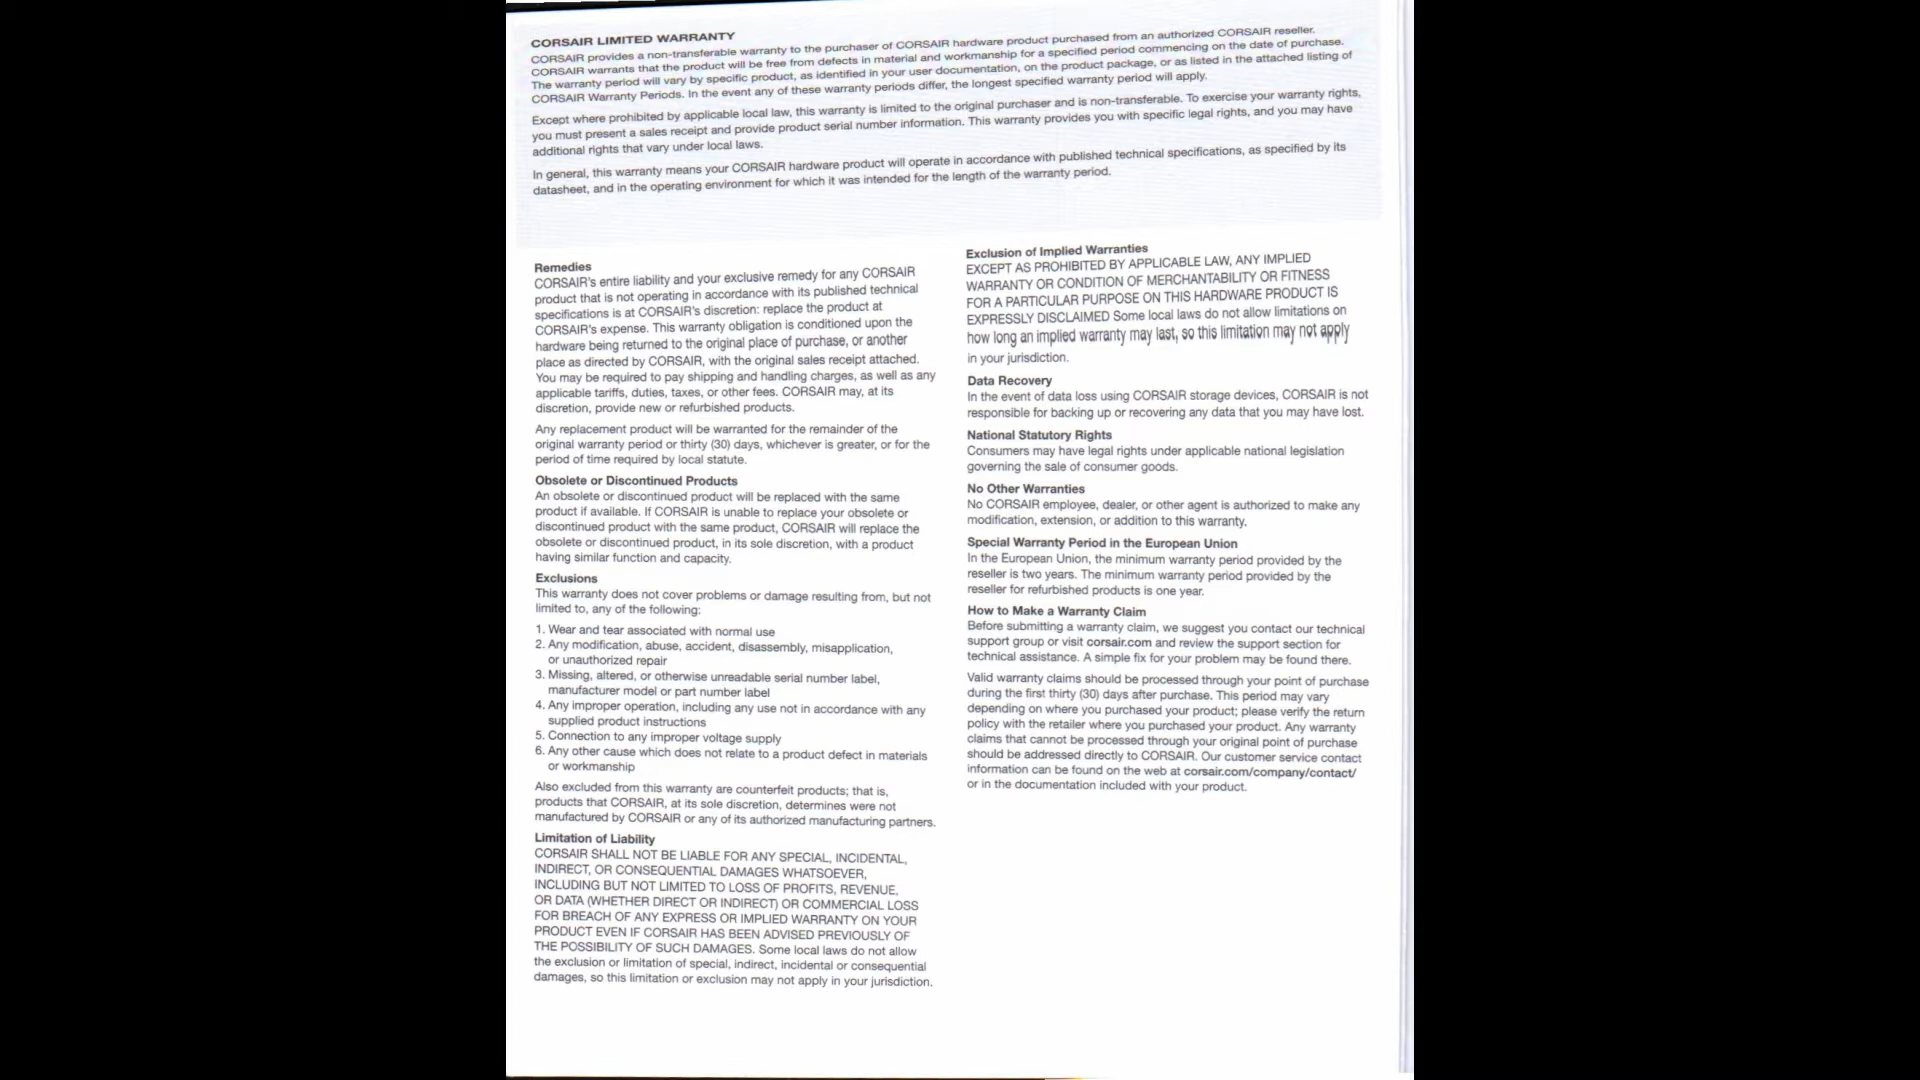 CORSAIR LIMITED WARRANTY
CORSAIR provides a non-transferable warranty to the purchaser of CORSAIR hardware product purchased from an authorized CORSAIR reseller.
CORSAIR warrants that the product will be free from defects in material and workmanship for a specified period commencing on the date of purchase.
The warranty period will vary by specific product, as identified in your user documentation, on the product package, or as listed in the attached listing of
CORSAIR Warranty Periods. In the event any of these warranty periods differ, the longest specified warranty period will apply.
Except where prohibited by applicable local law, this warranty is limited to the original purchaser and is non-transferable. To exercise your warranty rights,
you must present a sales receipt and provide product serial number information. This warranty provides you with specific legal rights, and you may have
additional rights that vary under local laws.
In general, this warranty means your CORSAIR hardware product will operate in accordance with published technical specifications, as specified by its
datasheet, and in the operating environment for which it was intended for the length of the warranty period.
Remedies
CORSAIR's entire liability and your exclusive remedy for any CORSAIR
product that is not operating in accordance with its published technical
specifications is at CORSAIR's discretion: replace the product at
CORSAIR's expense. This warranty obligation is conditioned upon the
hardware being returned to the original place of purchase, or another
place as directed by CORSAIR, with the original sales receipt attached.
You may be required to pay shipping and handling charges, as well as any
applicable tariffs, duties, taxes, or other fees. CORSAIR may, at its
discretion, provide new or refurbished products.
Any replacement product will be warranted for the remainder of the
original warranty period or thirty (30) days, whichever is greater, or for the
period of time required by local statute.
Obsolete or Discontinued Products
An obsolete or discontinued product will be replaced with the same
product if available. If CORSAIR is unable to replace your obsolete or
discontinued product with the same product, CORSAIR will replace the
obsolete or discontinued product, in its sole discretion, with a product
having similar function and capacity.
Exclusions
This warranty does not cover problems or damage resulting from, but not
limited to, any of the following:
1. Wear and tear associated with normal use
2. Any modification, abuse, accident, disassembly, misapplication,
or unauthorized repair
3. Missing, altered, or otherwise unreadable serial number label,
manufacturer model or part number label
4. Any improper operation, including any use not in accordance with any
supplied product instructions
5. Connection to any improper voltage supply
6. Any other cause which does not relate to a product defect in materials
or workmanship
Also excluded from this warranty are counterfeit products; that is,
products that CORSAIR, at its sole discretion, determines were not
manufactured by CORSAIR or any of its authorized manufacturing partners.
Limitation of Liability
CORSAIR SHALL NOT BE LIABLE FOR ANY SPECIAL, INCIDENTAL,
INDIRECT, OR CONSEQUENTIAL DAMAGES WHATSOEVER,
INCLUDING BUT NOT LIMITED TO LOSS OF PROFITS, REVENUE,
OR DATA (WHETHER DIRECT OR INDIRECT) OR COMMERCIAL LOSS
FOR BREACH OF ANY EXPRESS OR IMPLIED WARRANTY ON YOUR
PRODUCT EVEN IF CORSAIR HAS BEEN ADVISED PREVIOUSLY OF
THE POSSIBILITY OF SUCH DAMAGES. Some local laws do not allow
the exclusion or limitation of special, indirect, incidental or consequential
damages, so this limitation or exclusion may not apply in your jurisdiction.
Exclusion of Implied Warranties
EXCEPT AS PROHIBITED BY APPLICABLE LAW, ANY IMPLIED
WARRANTY OR CONDITION OF MERCHANTABILITY OR FITNESS
FOR A PARTICULAR PURPOSE ON THIS HARDWARE PRODUCT IS
EXPRESSLY DISCLAIMED Some local laws do not allow limitations on
how long an implied warranty may last, so this limitation may not apply
in your jurisdiction.
Data Recovery
In the event of data loss using CORSAIR storage devices, CORSAIR is not
responsible for backing up or recovering any data that you may have lost.
National Statutory Rights
Consumers may have legal rights under applicable national legislation
governing the sale of consumer goods.
No Other Warranties
No CORSAIR employee, dealer, or other agent is authorized to make any
modification, extension, or addition to this warranty.
Special Warranty Period in the European Union
In the European Union, the minimum warranty period provided by the
reseller is two years. The minimum warranty period provided by the
reseller for refurbished products is one year.
How to Make a Warranty Claim
Before submitting a warranty claim, we suggest you contact our technical
support group or visit corsair.com and review the support section for
technical assistance. A simple fix for your problem may be found there.
Valid warranty claims should be processed through your point of purchase
during the first thirty (30) days after purchase. This period may vary
depending on where you purchased your product; please verify the return
policy with the retailer where you purchased your product. Any warranty
claims that cannot be processed through your original point of purchase
should be addressed directly to CORSAIR. Our customer service contact
information can be found on the web at corsair.com/company/contact/
or in the documentation included with your product.